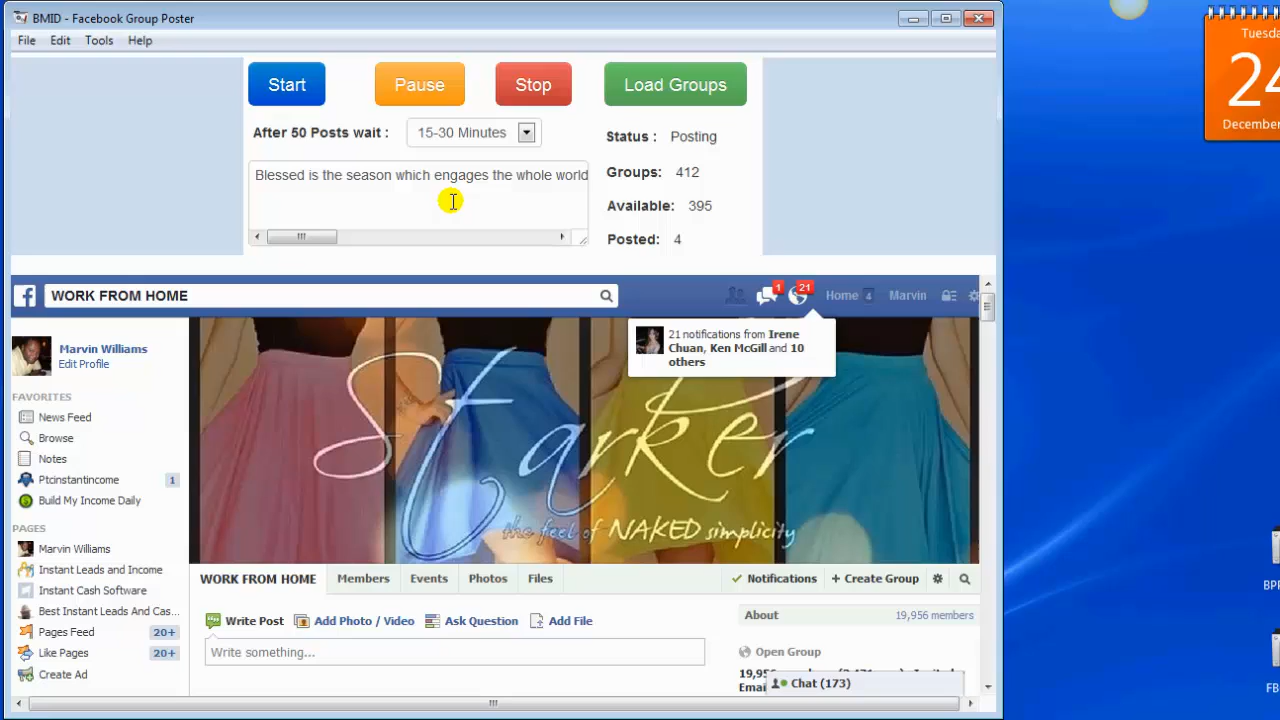 BMID - Facebook Group Poster
File Edit Tools Help
Start Pause Stop Load Groups
After 50 Posts wait : 15-30 Minutes
Status : Posting
Blessed is the season which engages the whole world
Groups: 412
Available: 395
Posted: 4
Tuesda
24
December
WORK FROM HOME
1 21 Home 4 Marvin
21 notifications from Irene
Chuan, Ken McGill and 10
others
Marvin Williams
Edit Profile
FAVORITES
News Feed
Browse
Notes
Ptcinstantincome 1
Build My Income Daily
PAGES
Marvin Williams
Instant Leads and Income
Instant Cash Software
Best Instant Leads And Cas...
Pages Feed 20+
Like Pages 20+
Create Ad
Starker
the feel of NAKED simplicity
WORK FROM HOME Members Events Photos Files Notifications + Create Group
Write Post Add Photo / Video Ask Question Add File
Write something...
About 19,956 members
Open Group
Chat (173)
BPP
FB